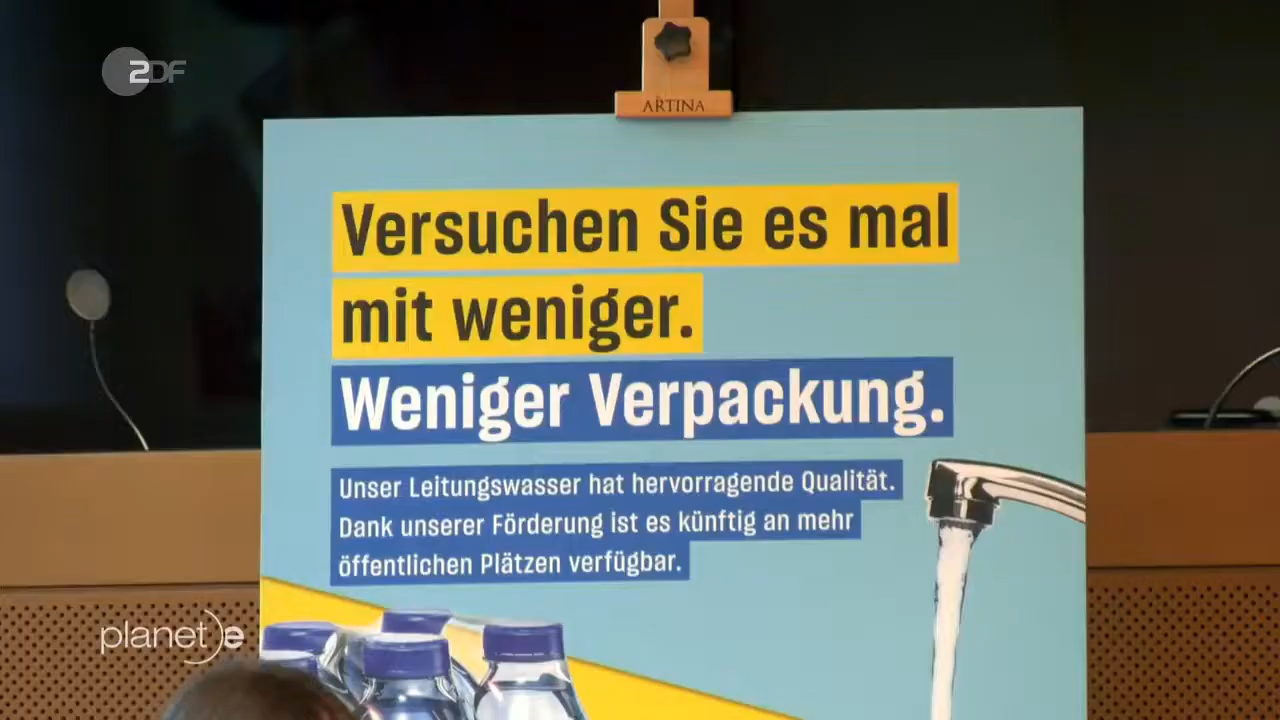 ZDF
ARTINA
Versuchen Sie es mal
mit weniger.
Weniger Verpackung.
Unser Leitungswasser hat hervorragende Qualität.
Dank unserer Förderung ist es künftig an mehr
öffentlichen Plätzen verfügbar.
planet e